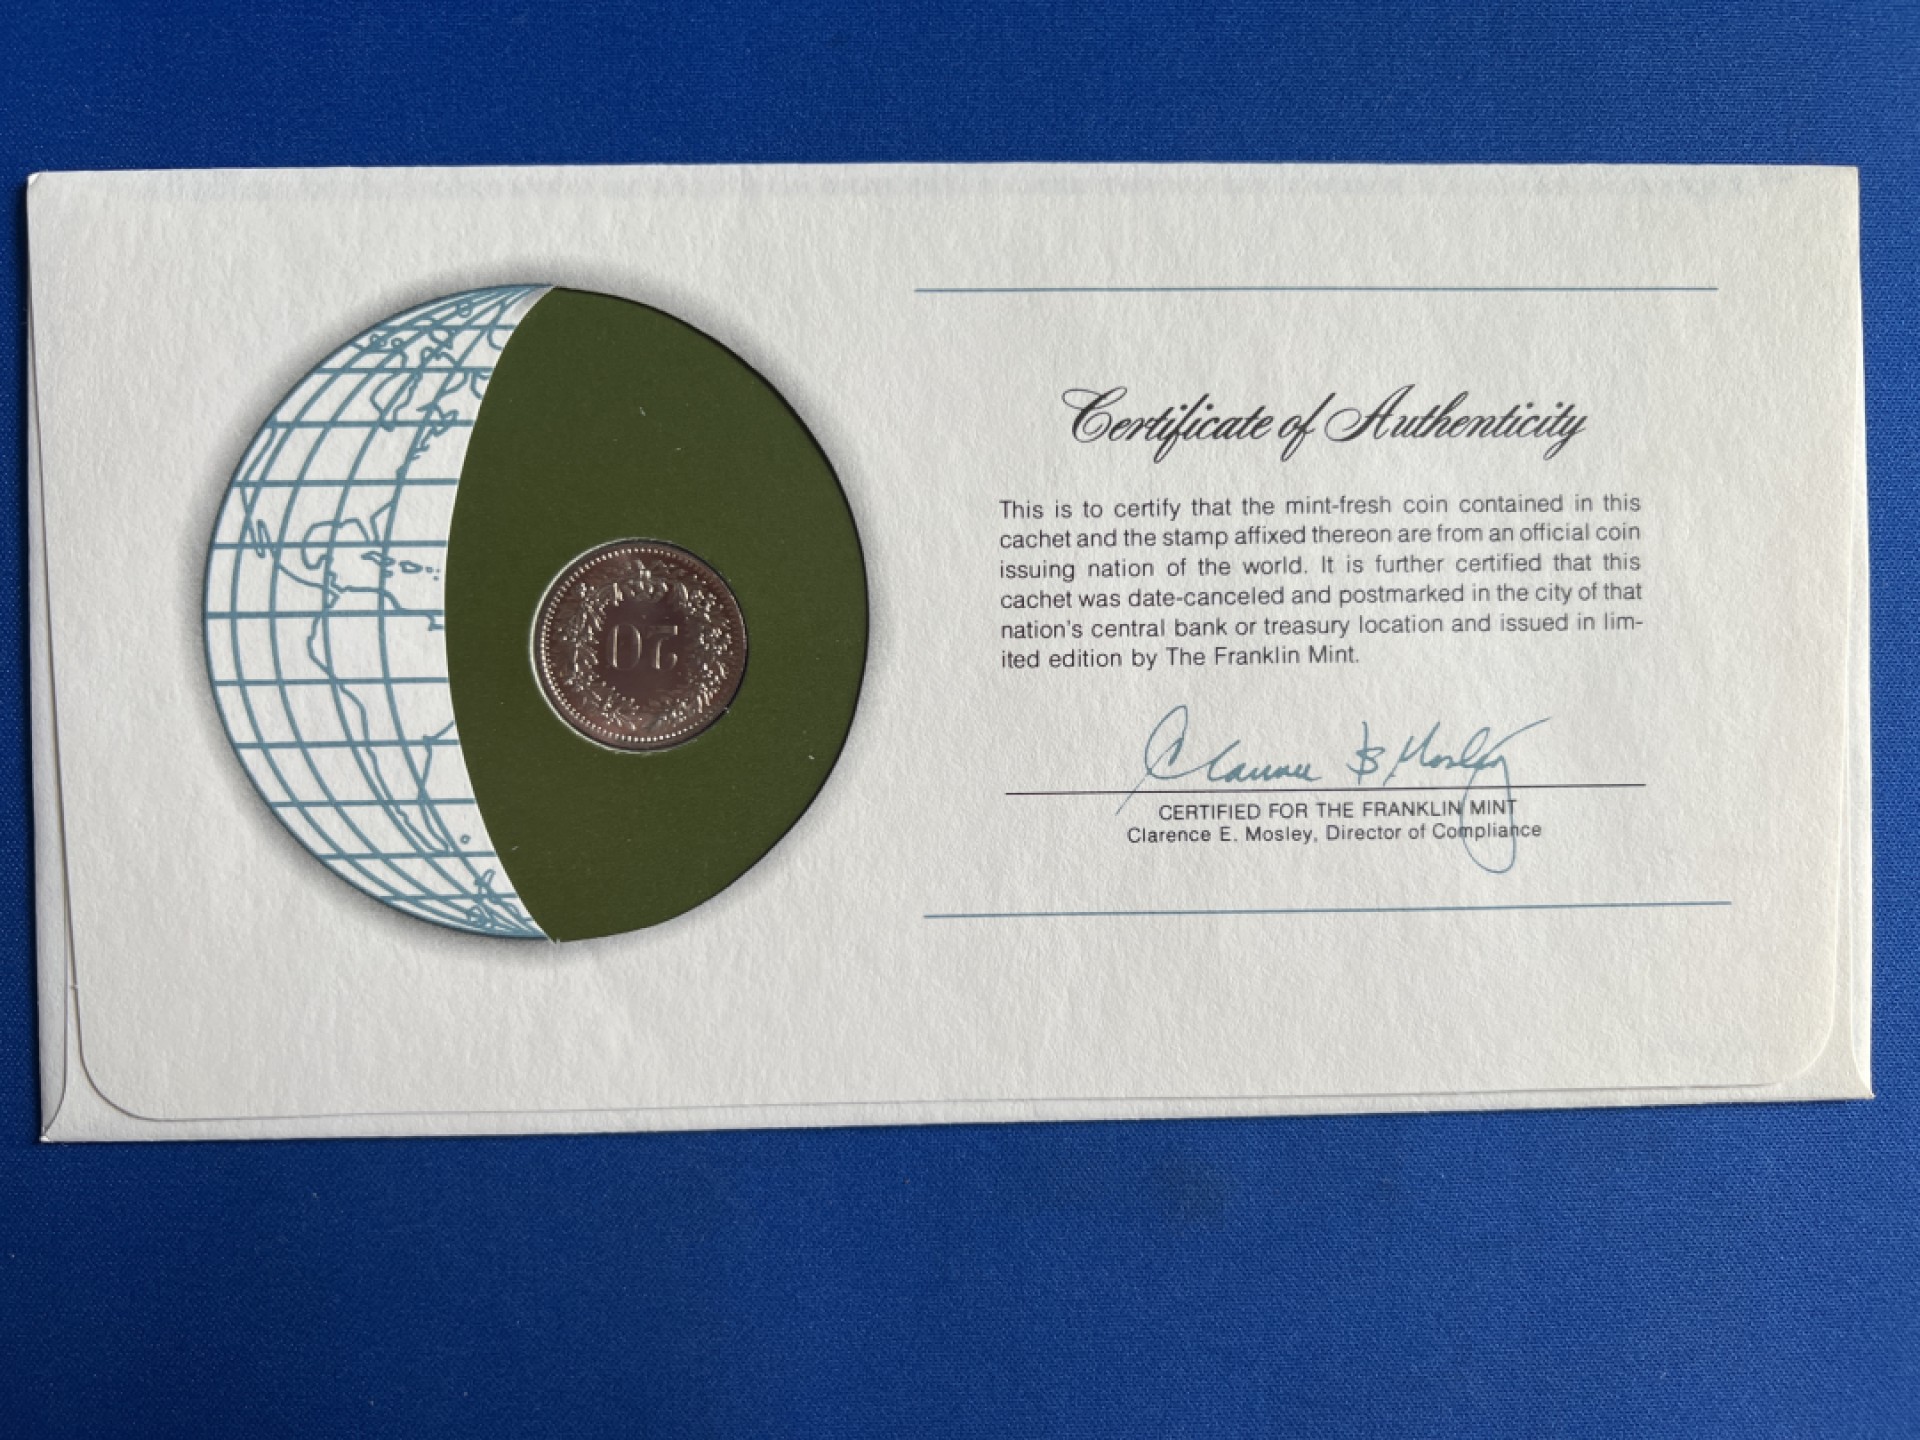 Certificate of Authenticity
This is to certify that the mint-fresh coin contained in this
cachet and the stamp affixed thereon are from an official coin
issuing nation of the world. It is further certified that this
cachet was date-canceled and postmarked in the city of that
nation's central bank or treasury location and issued in lim-
ited edition by The Franklin Mint.
Clarence B Mosley
CERTIFIED FOR THE FRANKLIN MINT
Clarence E. Mosley, Director of Compliance
20